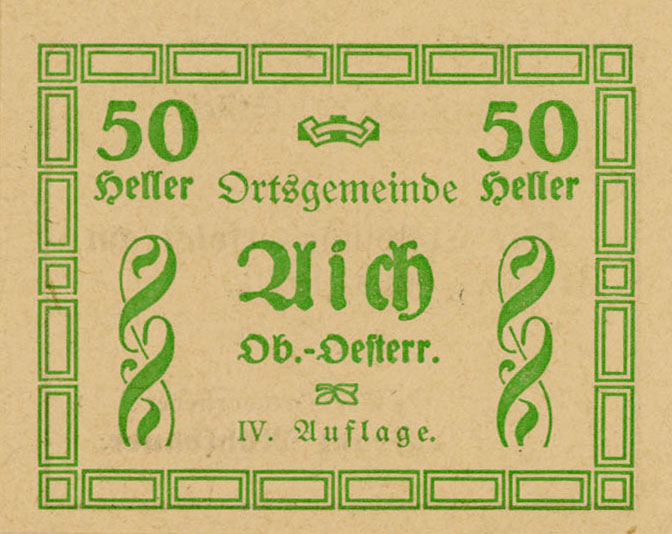 50 50
Heller Ortsgemeinde Heller
Aich
Ob.-Oesterr.
IV. Auflage.